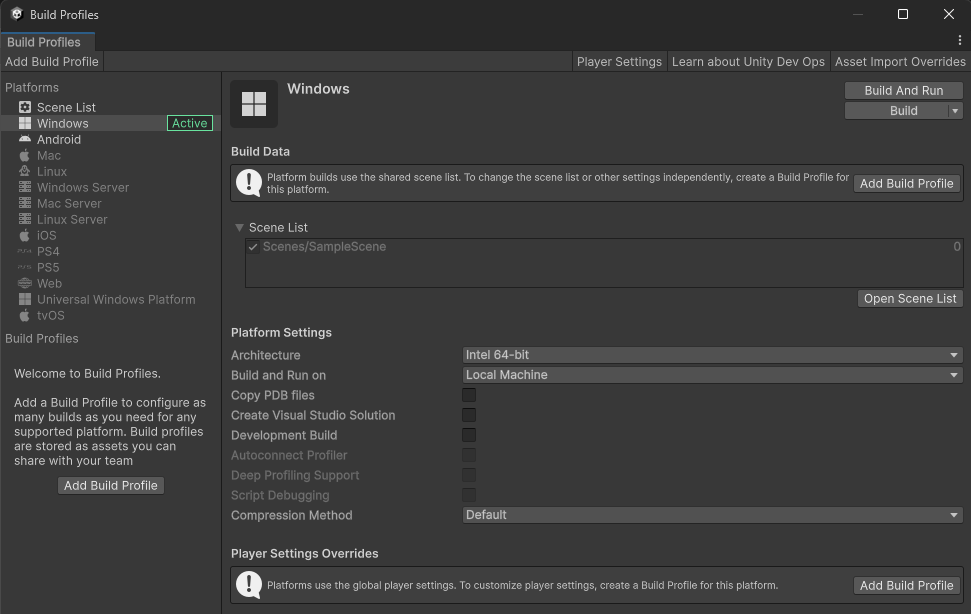 Build Profiles
Build Profiles
Add Build Profile
Player Settings
Learn about Unity Dev Ops
Asset Import Overrides
Platforms
Scene List
Windows
Active
Android
Mac
Linux
Windows Server
Mac Server
Linux Server
iOS
PS4
PS5
Web
Universal Windows Platform
tvOS
Build Profiles
Welcome to Build Profiles.
Add a Build Profile to configure as
many builds as you need for any
supported platform. Build profiles
are stored as assets you can
share with your team
Add Build Profile
Windows
Build And Run
Build
Build Data
Platform builds use the shared scene list. To change the scene list or other settings independently, create a Build Profile for
this platform.
Add Build Profile
Scene List
Scenes/SampleScene 0
Open Scene List
Platform Settings
Architecture Intel 64-bit
Build and Run on Local Machine
Copy PDB files
Create Visual Studio Solution
Development Build
Autoconnect Profiler
Deep Profiling Support
Script Debugging
Compression Method Default
Player Settings Overrides
Platforms use the global player settings. To customize player settings, create a Build Profile for this platform.
Add Build Profile